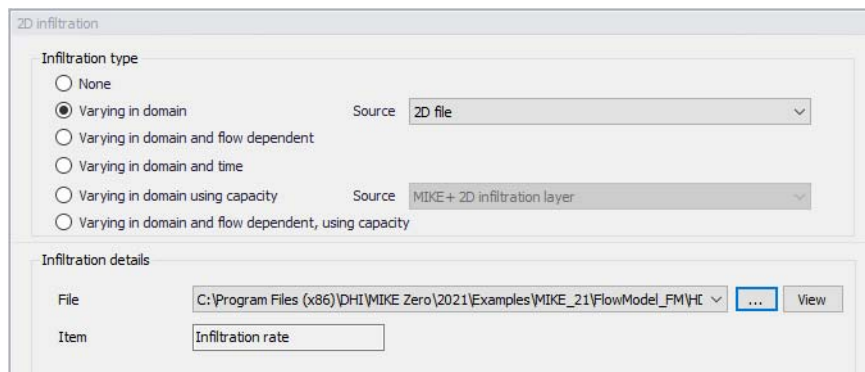 2D infiltration
Infiltration type
None
Varying in domain Source 2D file
Varying in domain and flow dependent
Varying in domain and time
Varying in domain using capacity Source MIKE+ 2D infiltration layer
Varying in domain and flow dependent, using capacity
Infiltration details
File C:\Program Files (x86)\DHI\MIKE Zero\2021\Examples\MIKE_21\FlowModel_FM\HD ... View
Item Infiltration rate